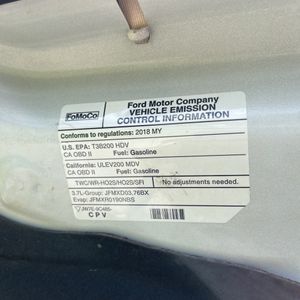 FoMoCo
Ford Motor Company
VEHICLE EMISSION
CONTROL INFORMATION
Conforms to regulations: 2018 MY
U.S. EPA: T3B200 HDV
CA OBD II Fuel: Gasoline
California: ULEV200 MDV
CA OBD II Fuel: Gasoline
TWC/WR-HO2S/HO2S/SFI
No adjustments needed.
3.7L-Group: JFMXD03.76BX
Evap: JFMXR0190NBS
CPV